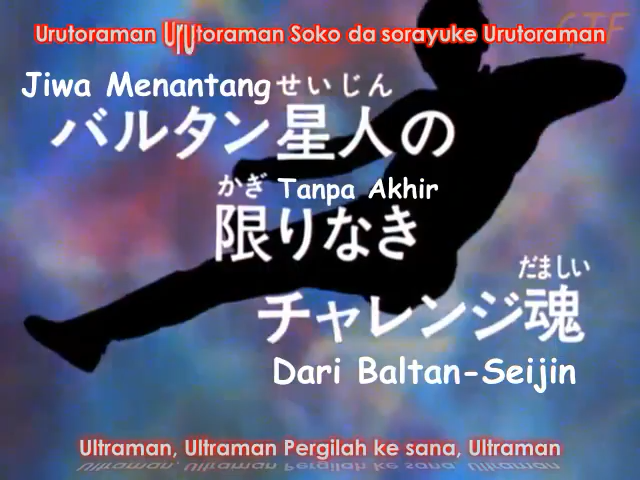 GTF
Urutoraman Urutoraman Soko da sorayuke Urutoraman
Jiwa Menantang
せいじん
バルタン星人の
かぎ
Tanpa Akhir
限りなき
だましい
チャレンジ魂
Dari Baltan-Seijin
Ultraman, Ultraman Pergilah ke sana, Ultraman